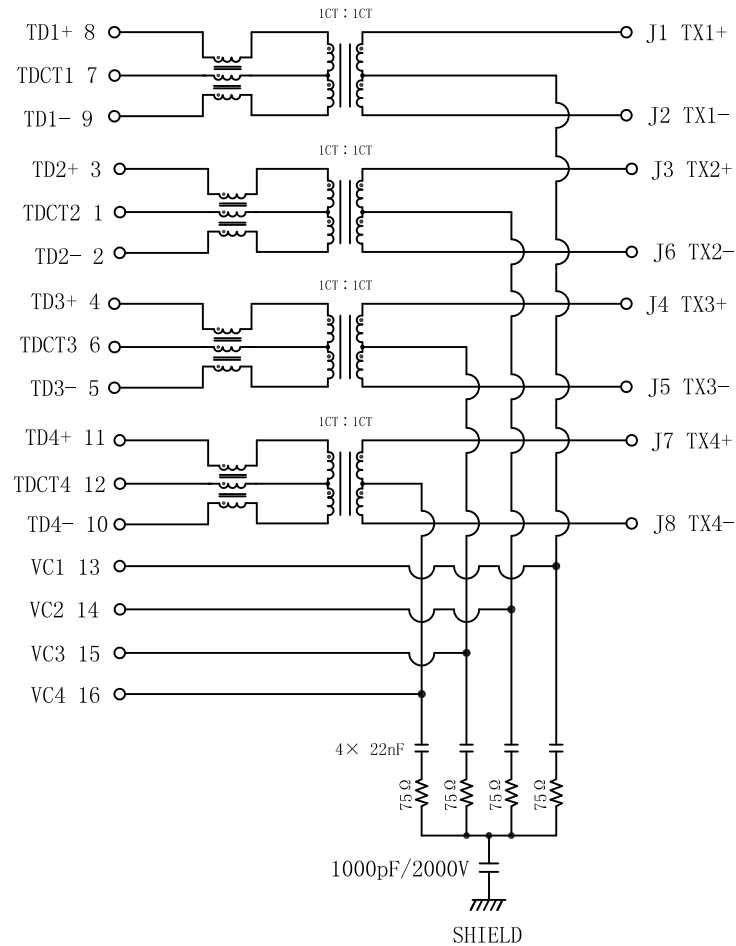 1CT : 1CT
TD1+ 8
J1 TX1+
TDCT1 7
TD1- 9
J2 TX1-
1CT : 1CT
TD2+ 3
J3 TX2+
TDCT2 1
TD2- 2
J6 TX2-
1CT : 1CT
TD3+ 4
J4 TX3+
TDCT3 6
TD3- 5
J5 TX3-
1CT : 1CT
TD4+ 11
J7 TX4+
TDCT4 12
TD4- 10
J8 TX4-
VC1 13
VC2 14
VC3 15
VC4 16
4× 22nF
75Ω
75Ω
75Ω
75Ω
1000pF/2000V
SHIELD